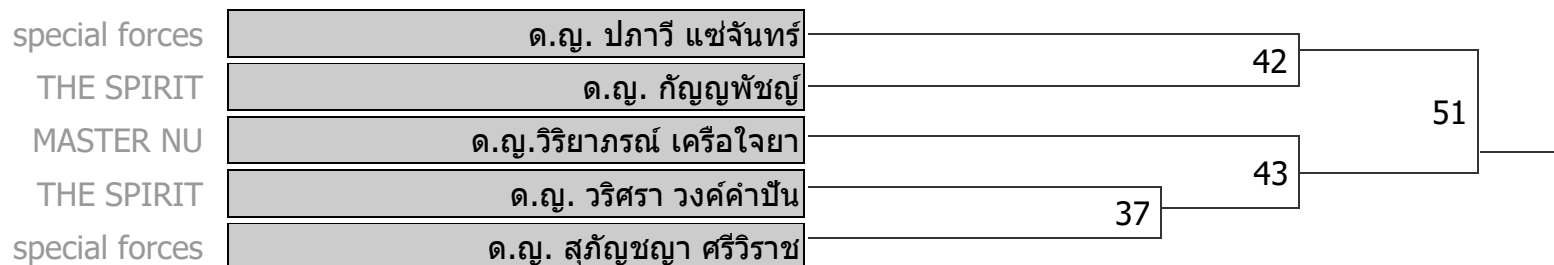 special forces ด.ญ. ปภาวี แซ่จันทร์
42
THE SPIRIT ด.ญ. กัญญพัชญ์
51
MASTER NU ด.ญ.วิริยาภรณ์ เครือใจยา
43
THE SPIRIT ด.ญ. วริศรา วงค์คำปัน
37
special forces ด.ญ. สุภัญชญา ศรีวิราช